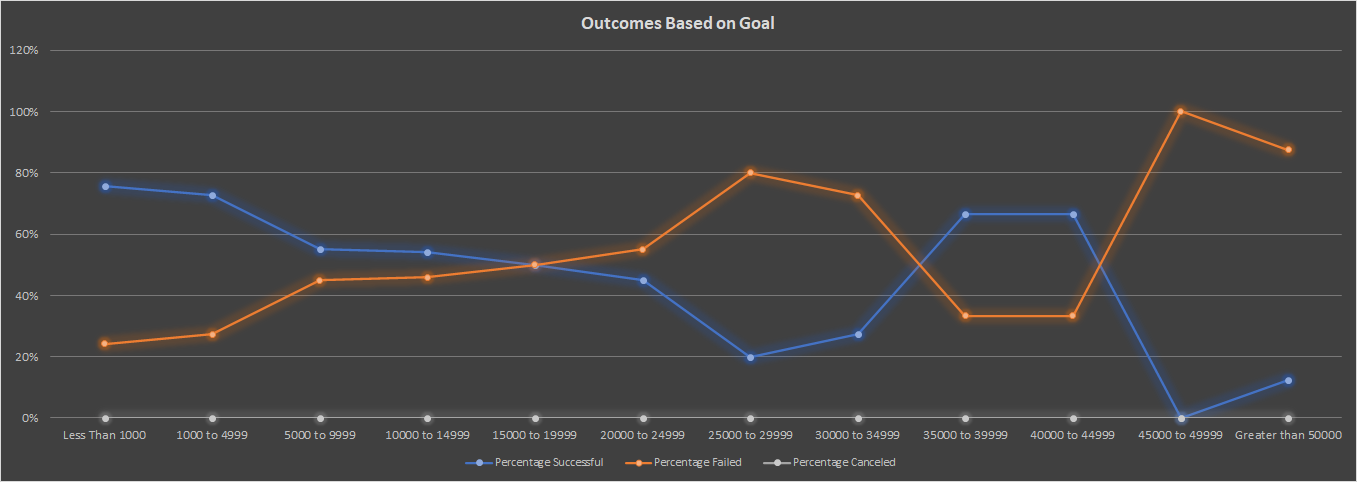 Outcomes Based on Goal
120%
100%
80%
60%
40%
20%
0%
Less Than 1000 1000 to 4999 5000 to 9999 10000 to 14999 15000 to 19999 20000 to 24999 25000 to 29999 30000 to 34999 35000 to 39999 40000 to 44999 45000 to 49999 Greater than 50000
Percentage Successful Percentage Failed Percentage Canceled